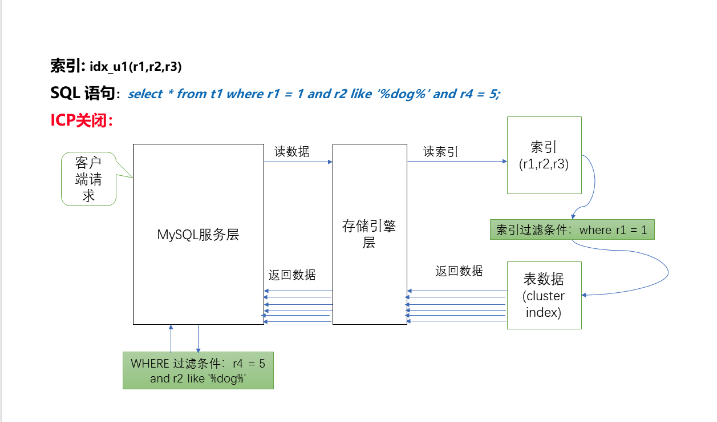 索引: idx_u1(r1,r2,r3)
SQL 语句: select * from t1 where r1 = 1 and r2 like '%dog%' and r4 = 5;
ICP关闭:
客户
端请
求
MySQL服务层
读数据
存储引擎
层
读索引
索引
(r1,r2,r3)
索引过滤条件: where r1 = 1
返回数据
返回数据
表数据
(cluster
index)
WHERE 过滤条件: r4 = 5
and r2 like '%dog%'